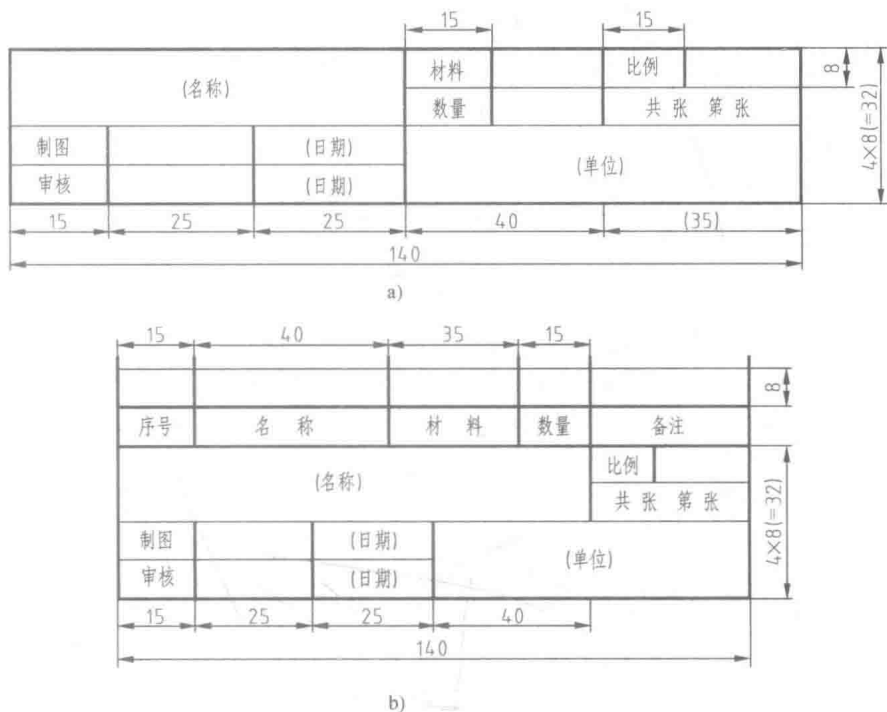 15 15
材料 比例
(名称) 8
数量 共 张 第 张 4×8(=32)
制图 (日期)
(单位)
审核 (日期)
15 25 25 40 (35)
140
a)
15 40 35 15
8
序号 名 称 材 料 数量 备注
比例
(名称)
共 张 第 张
4×8(=32)
制图 (日期)
(单位)
审核 (日期)
15 25 25 40
140
b)